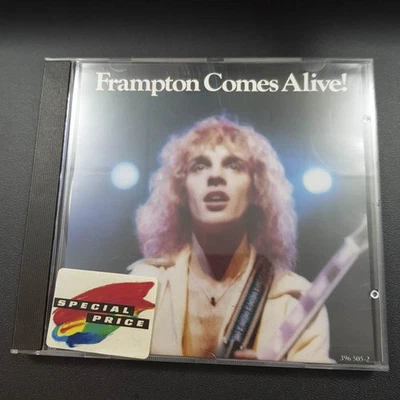 Frampton Comes Alive!
SPECIAL
PRICE
396 505-2